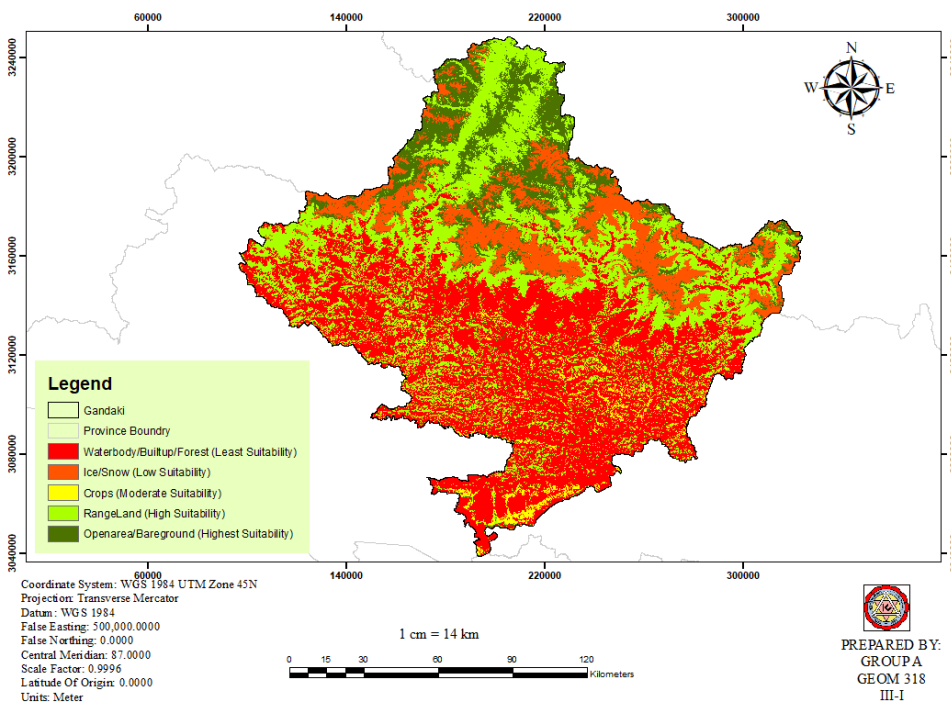 60000 140000 220000 300000
N
W E
S
3240000
3200000
3160000
3120000
3080000
3040000
Legend
Gandaki
Province Boundry
Waterbody/Builtup/Forest (Least Suitability)
Ice/Snow (Low Suitability)
Crops (Moderate Suitability)
RangeLand (High Suitability)
Openarea/Bareground (Highest Suitability)
60000 140000 220000 300000
Coordinate System: WGS 1984 UTM Zone 45N
Projection: Transverse Mercator
Datum: WGS 1984
False Easting: 500,000.0000
False Northing: 0.0000
Central Meridian: 87.0000
Scale Factor: 0.9996
Latitude Of Origin: 0.0000
Units: Meter
1 cm = 14 km
0 15 30 60 90 120
Kilometers
PREPARED BY:
GROUP A
GEOM 318
III-I